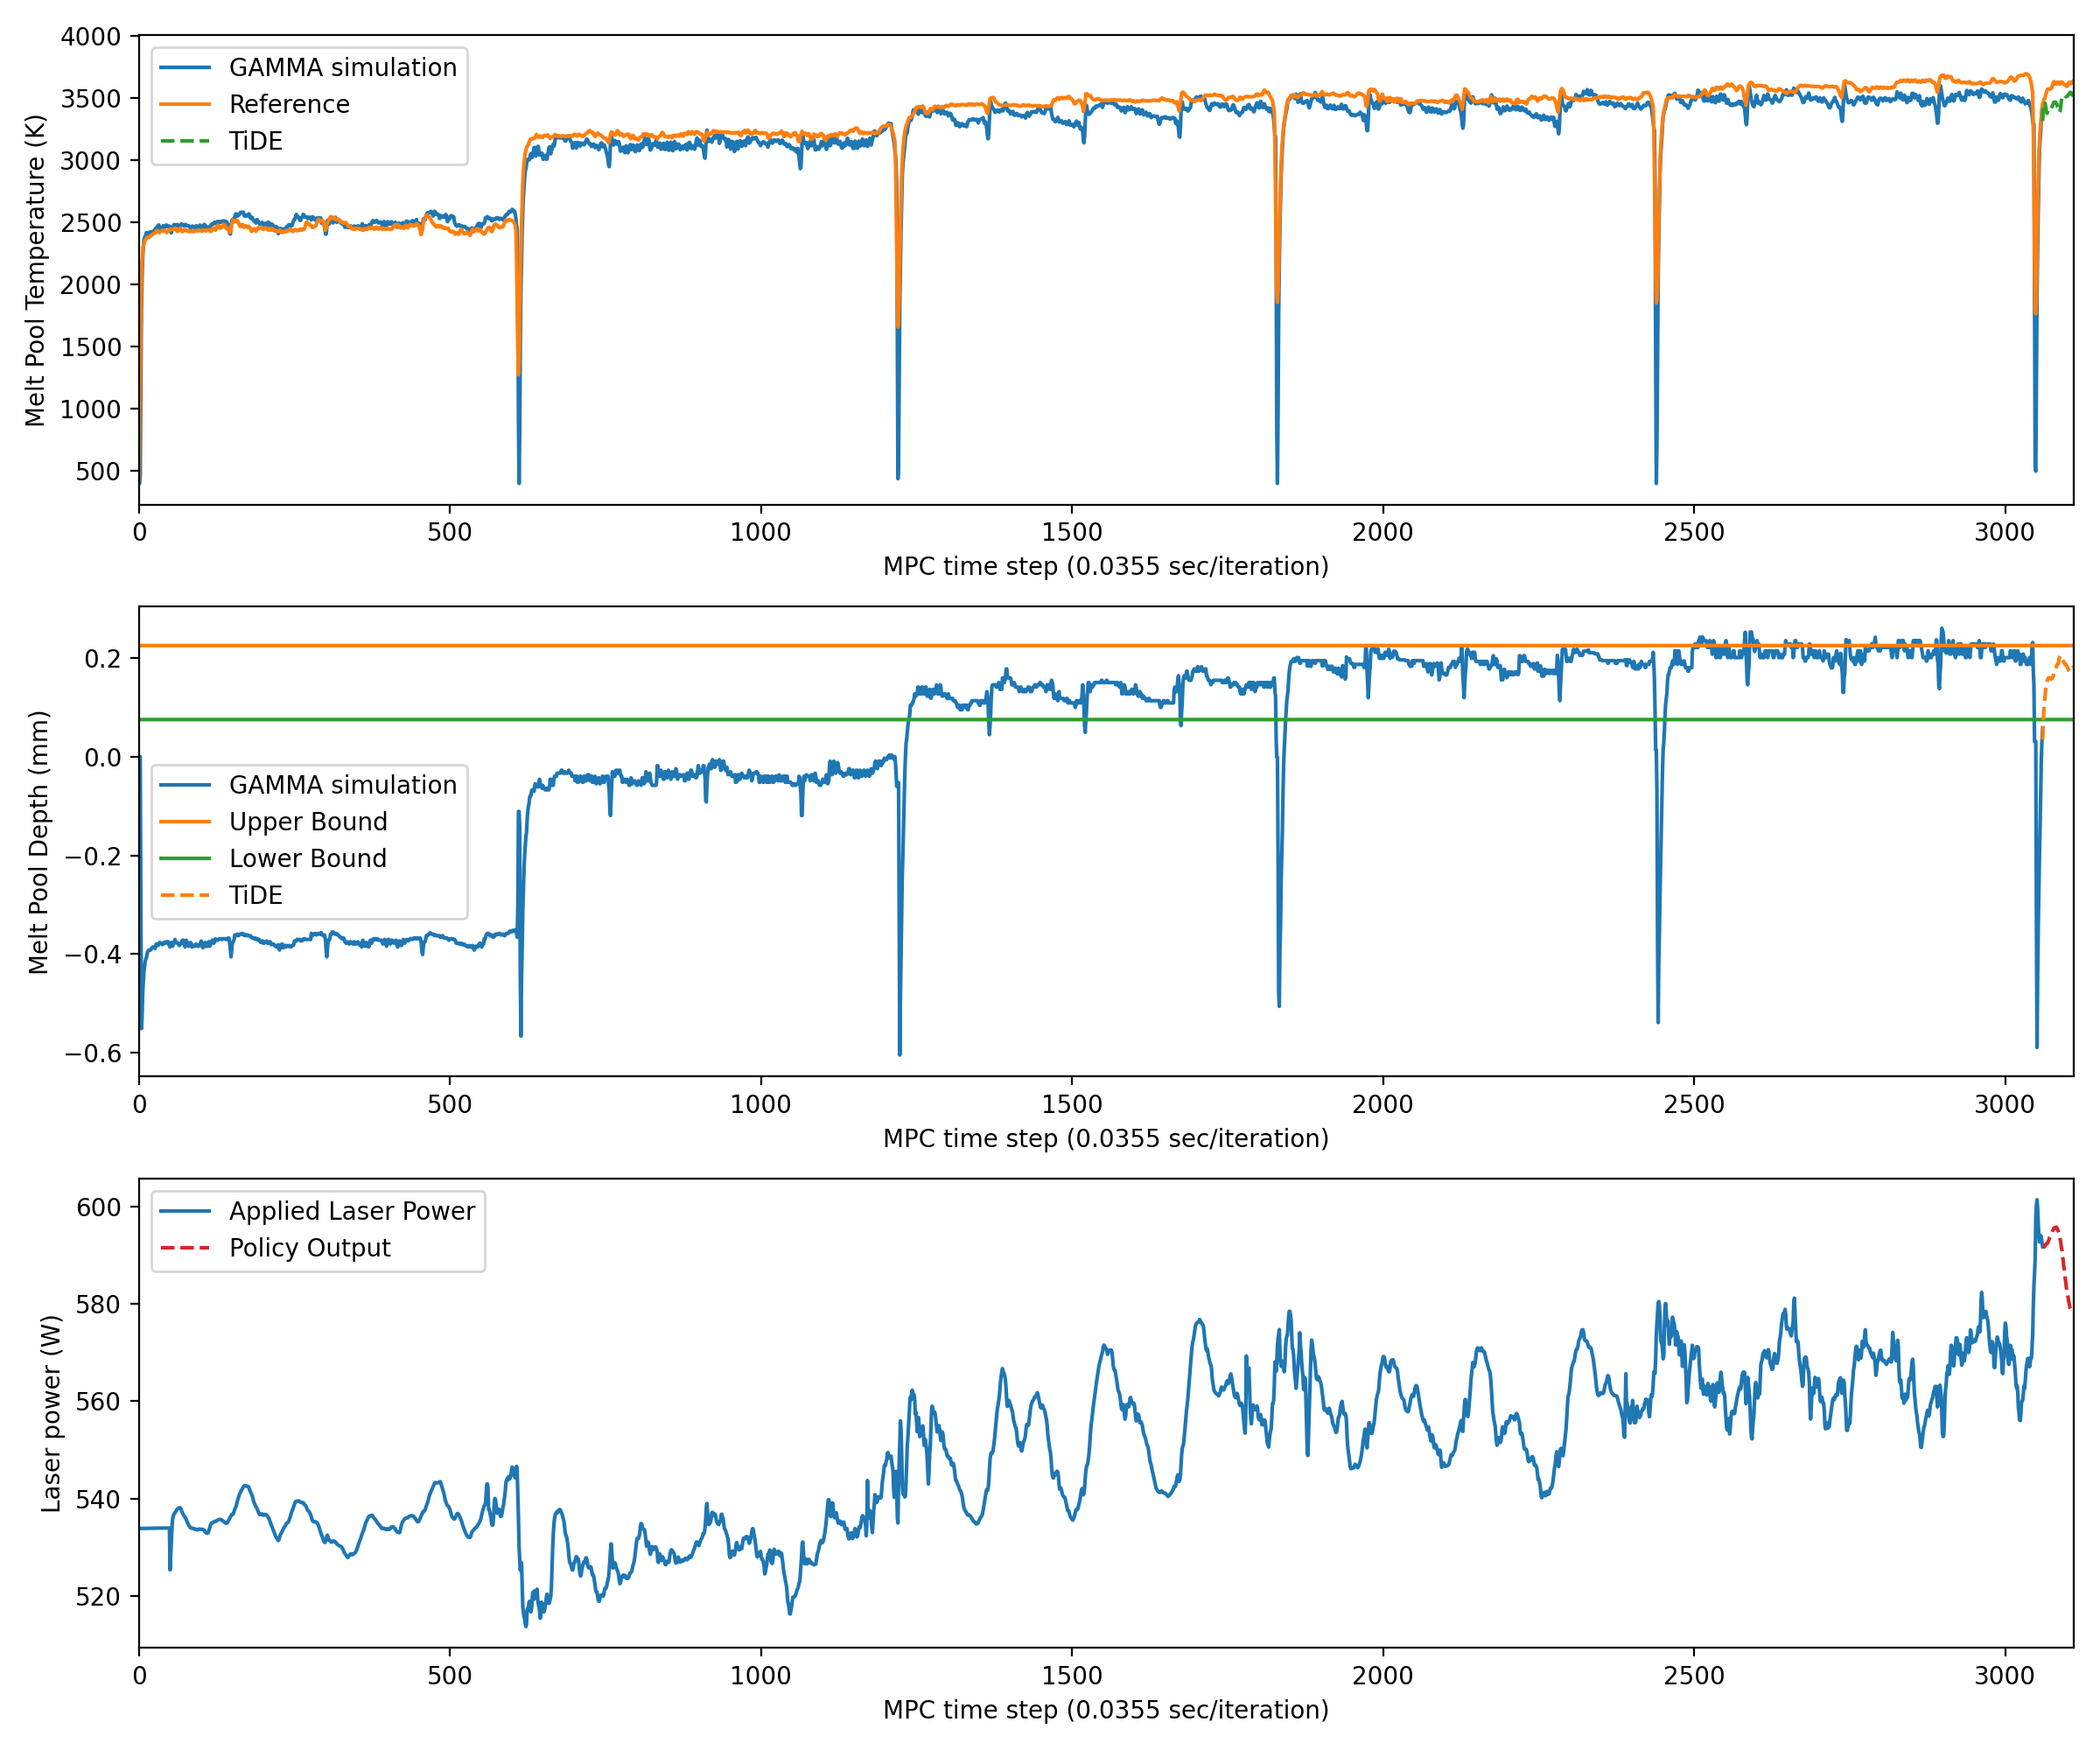 4000
3500
3000
2500
2000
1500
1000
500
Melt Pool Temperature (K)
GAMMA simulation
Reference
TiDE
0 500 1000 1500 2000 2500 3000
MPC time step (0.0355 sec/iteration)
0.2
0.0
−0.2
−0.4
−0.6
Melt Pool Depth (mm)
GAMMA simulation
Upper Bound
Lower Bound
TiDE
0 500 1000 1500 2000 2500 3000
MPC time step (0.0355 sec/iteration)
600
580
560
540
520
Laser power (W)
Applied Laser Power
Policy Output
0 500 1000 1500 2000 2500 3000
MPC time step (0.0355 sec/iteration)